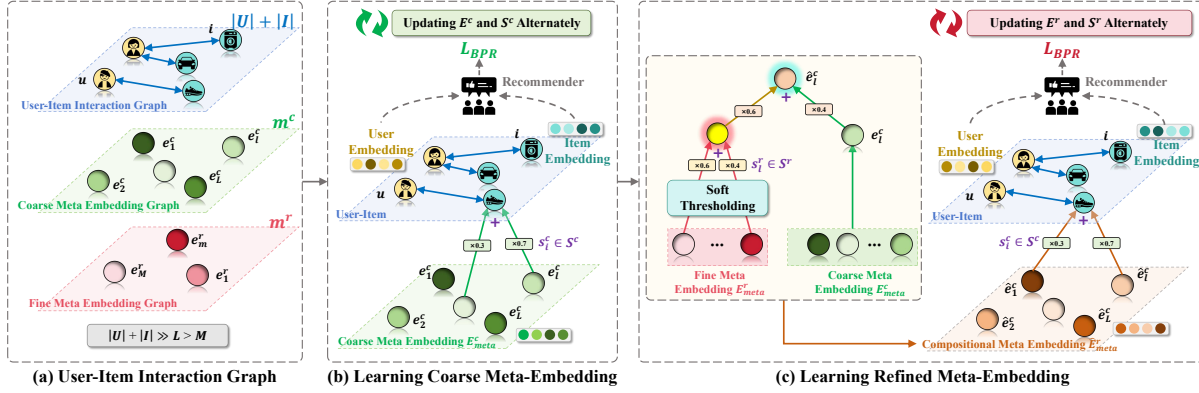 |U| + |I|
i
u
User-Item Interaction Graph
m^c
e_1^c
e_l^c
e_2^c
e_L^c
Coarse Meta Embedding Graph
m^r
e_m^r
e_M^r
e_1^r
Fine Meta Embedding Graph
|U| + |I| ≫ L > M
(a) User-Item Interaction Graph
Updating E^c and S^c Alternately
L_BPR
Recommender
User
Embedding
i
Item
Embedding
u
User-Item
+
×0.3
×0.7
s_i^c ∈ S^c
e_1^c
e_l^c
e_2^c
e_L^c
Coarse Meta Embedding E_meta^c
(b) Learning Coarse Meta-Embedding
ê_l^c
+
×0.6
×0.4
e_l^c
+
×0.6
×0.4
s_l^r ∈ S^r
Soft
Thresholding
...
...
Fine Meta
Embedding E_meta^r
Coarse Meta
Embedding E_meta^c
Updating E^r and S^r Alternately
L_BPR
Recommender
User
Embedding
i
Item
Embedding
u
User-Item
+
s_i^c ∈ S^c
×0.3
×0.7
ê_1^c
ê_l^c
ê_2^c
ê_L^c
Compositional Meta Embedding Ê_meta^r
(c) Learning Refined Meta-Embedding